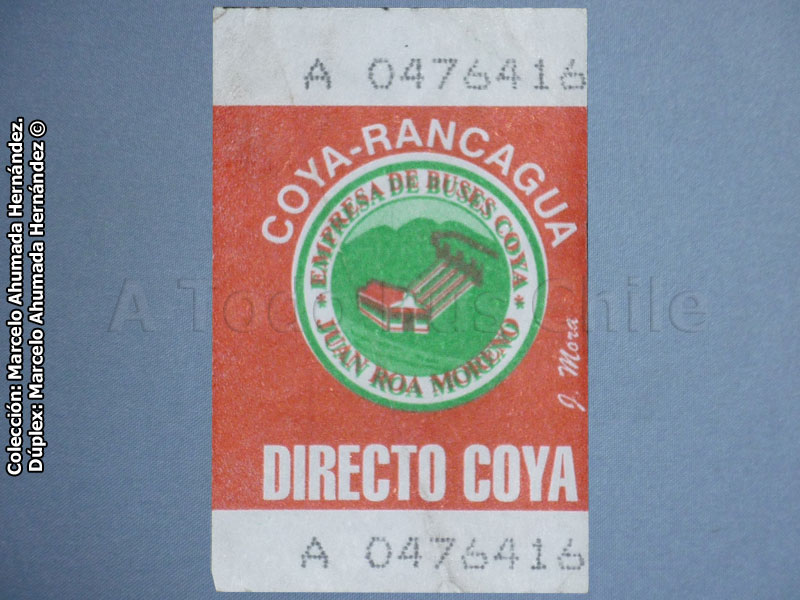 A 0476416
COYA-RANCAGUA
* EMPRESA DE BUSES COYA *
JUAN ROA MORENO
J. Mora
DIRECTO COYA
A 0476416
A Todo Bus Chile
Colección: Marcelo Ahumada Hernández.
Dúplex: Marcelo Ahumada Hernández ©